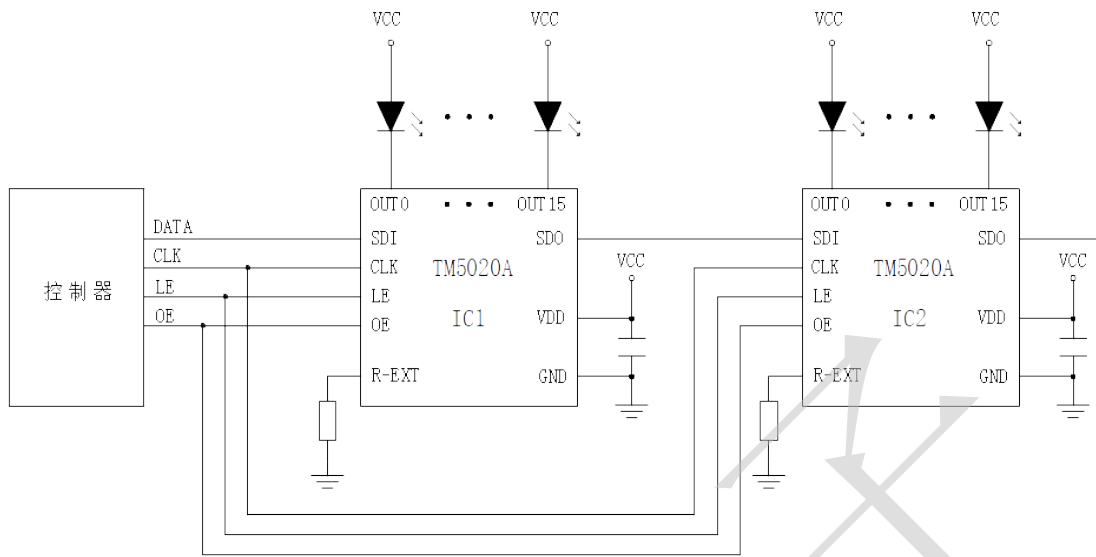 VCC VCC VCC VCC
OUT0 OUT15 OUT0 OUT15
DATA SDI SDO SDI SDO
CLK CLK TM5020A VCC CLK TM5020A VCC
控制器 LE LE IC1 VDD LE IC2 VDD
OE OE OE
R-EXT GND R-EXT GND